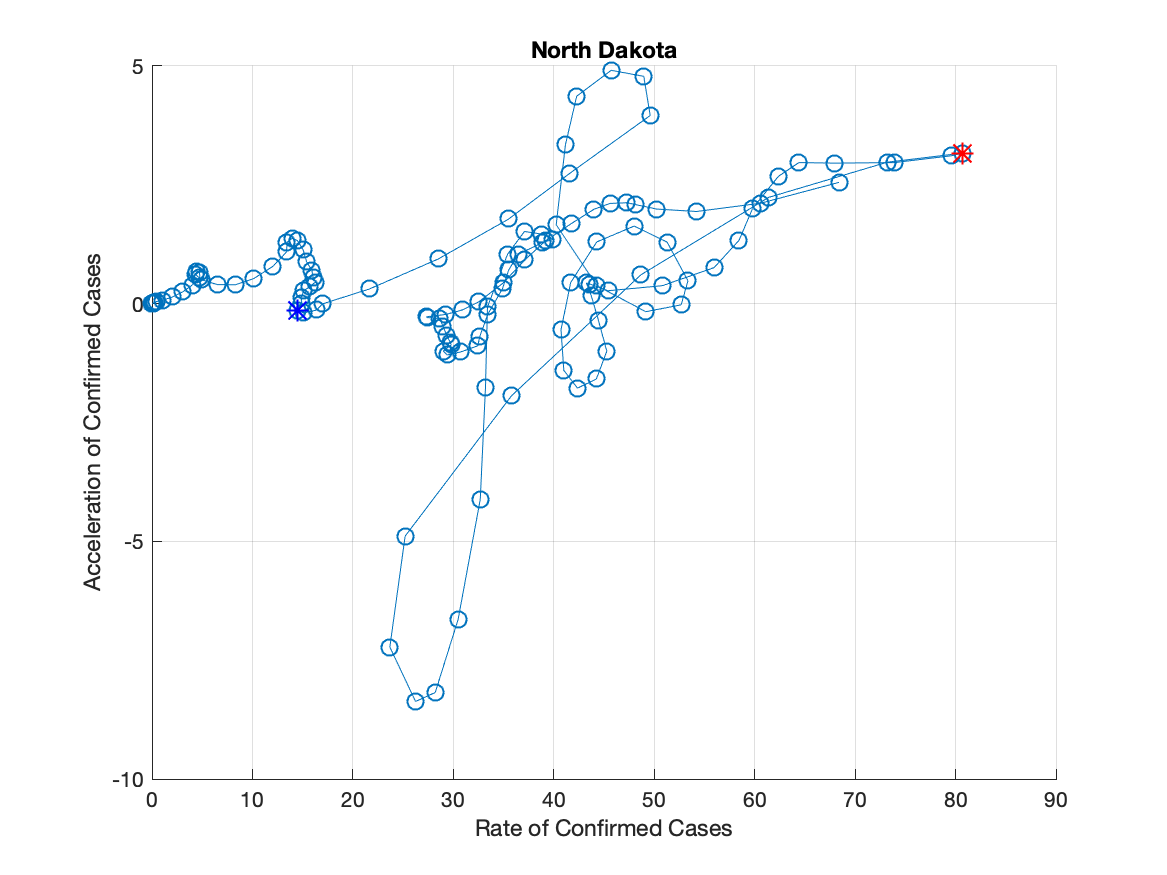 North Dakota
5
0
-5
-10
0 10 20 30 40 50 60 70 80 90
Rate of Confirmed Cases
Acceleration of Confirmed Cases